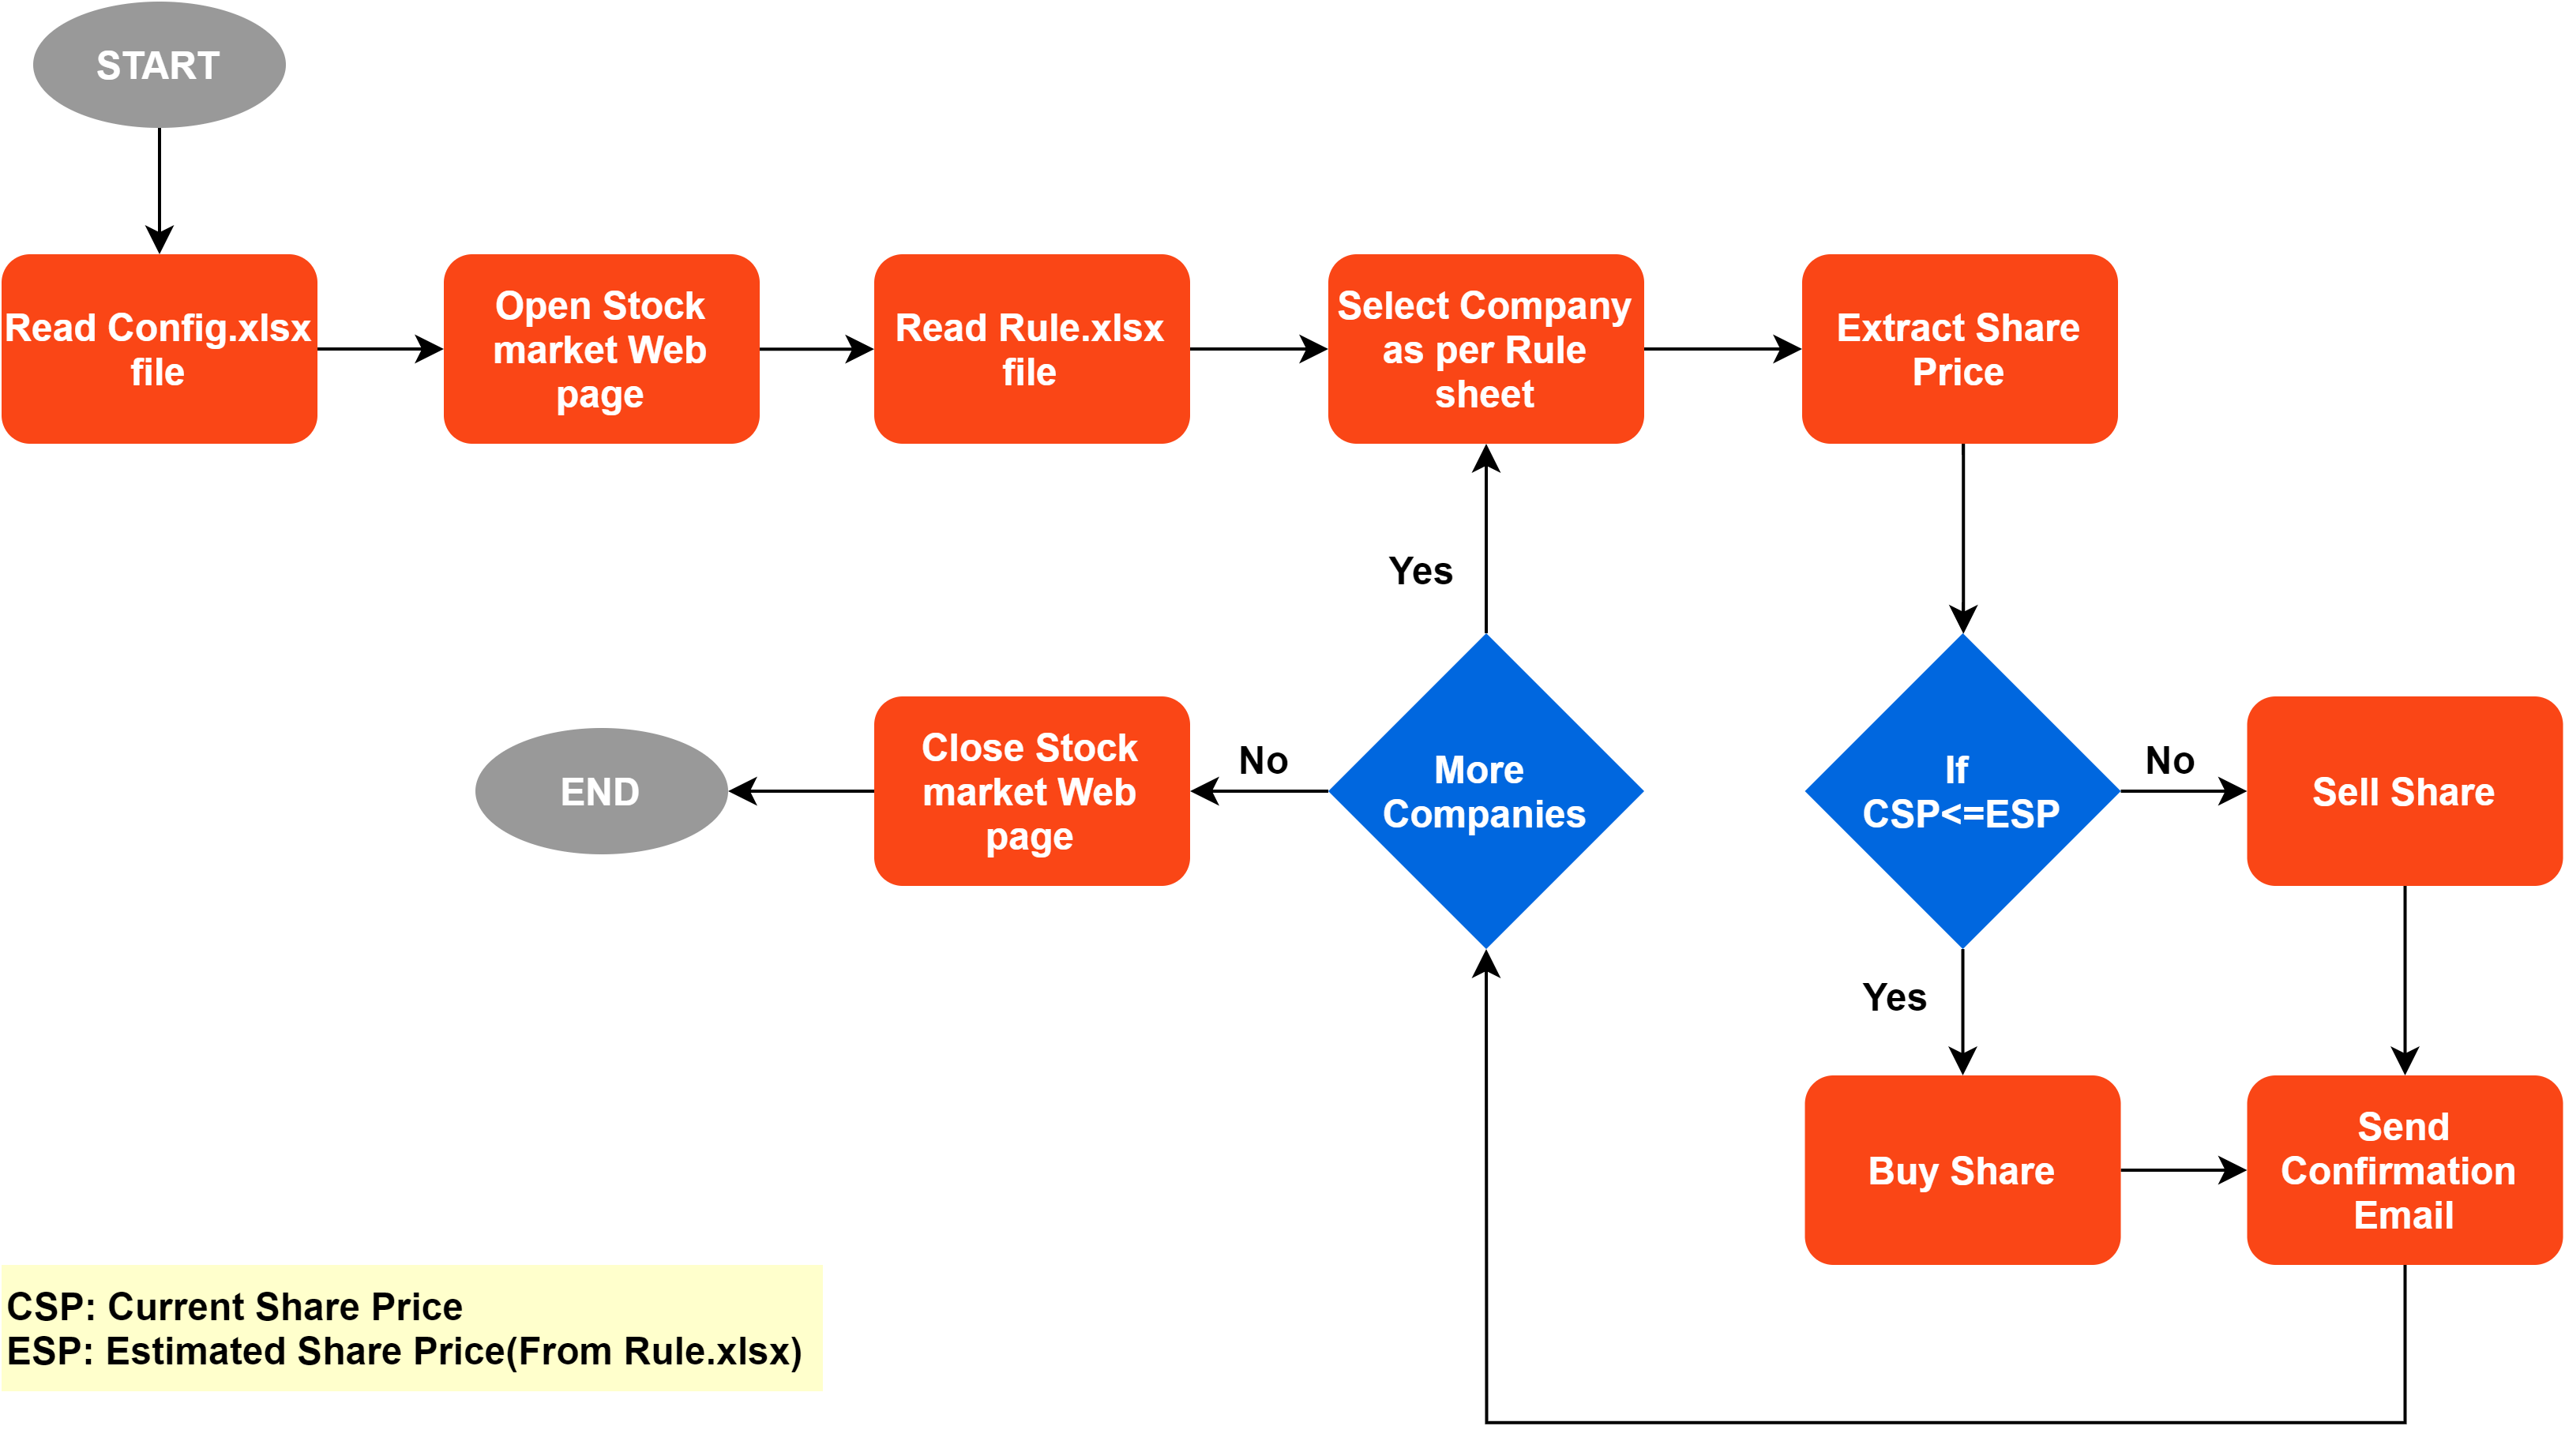 START
Read Config.xlsx
file
Open Stock
market Web
page
Read Rule.xlsx
file
Select Company
as per Rule
sheet
Extract Share
Price
Yes
END
Close Stock
market Web
page
No
More
Companies
If
CSP<=ESP
No
Sell Share
Yes
Buy Share
Send
Confirmation
Email
CSP: Current Share Price
ESP: Estimated Share Price(From Rule.xlsx)